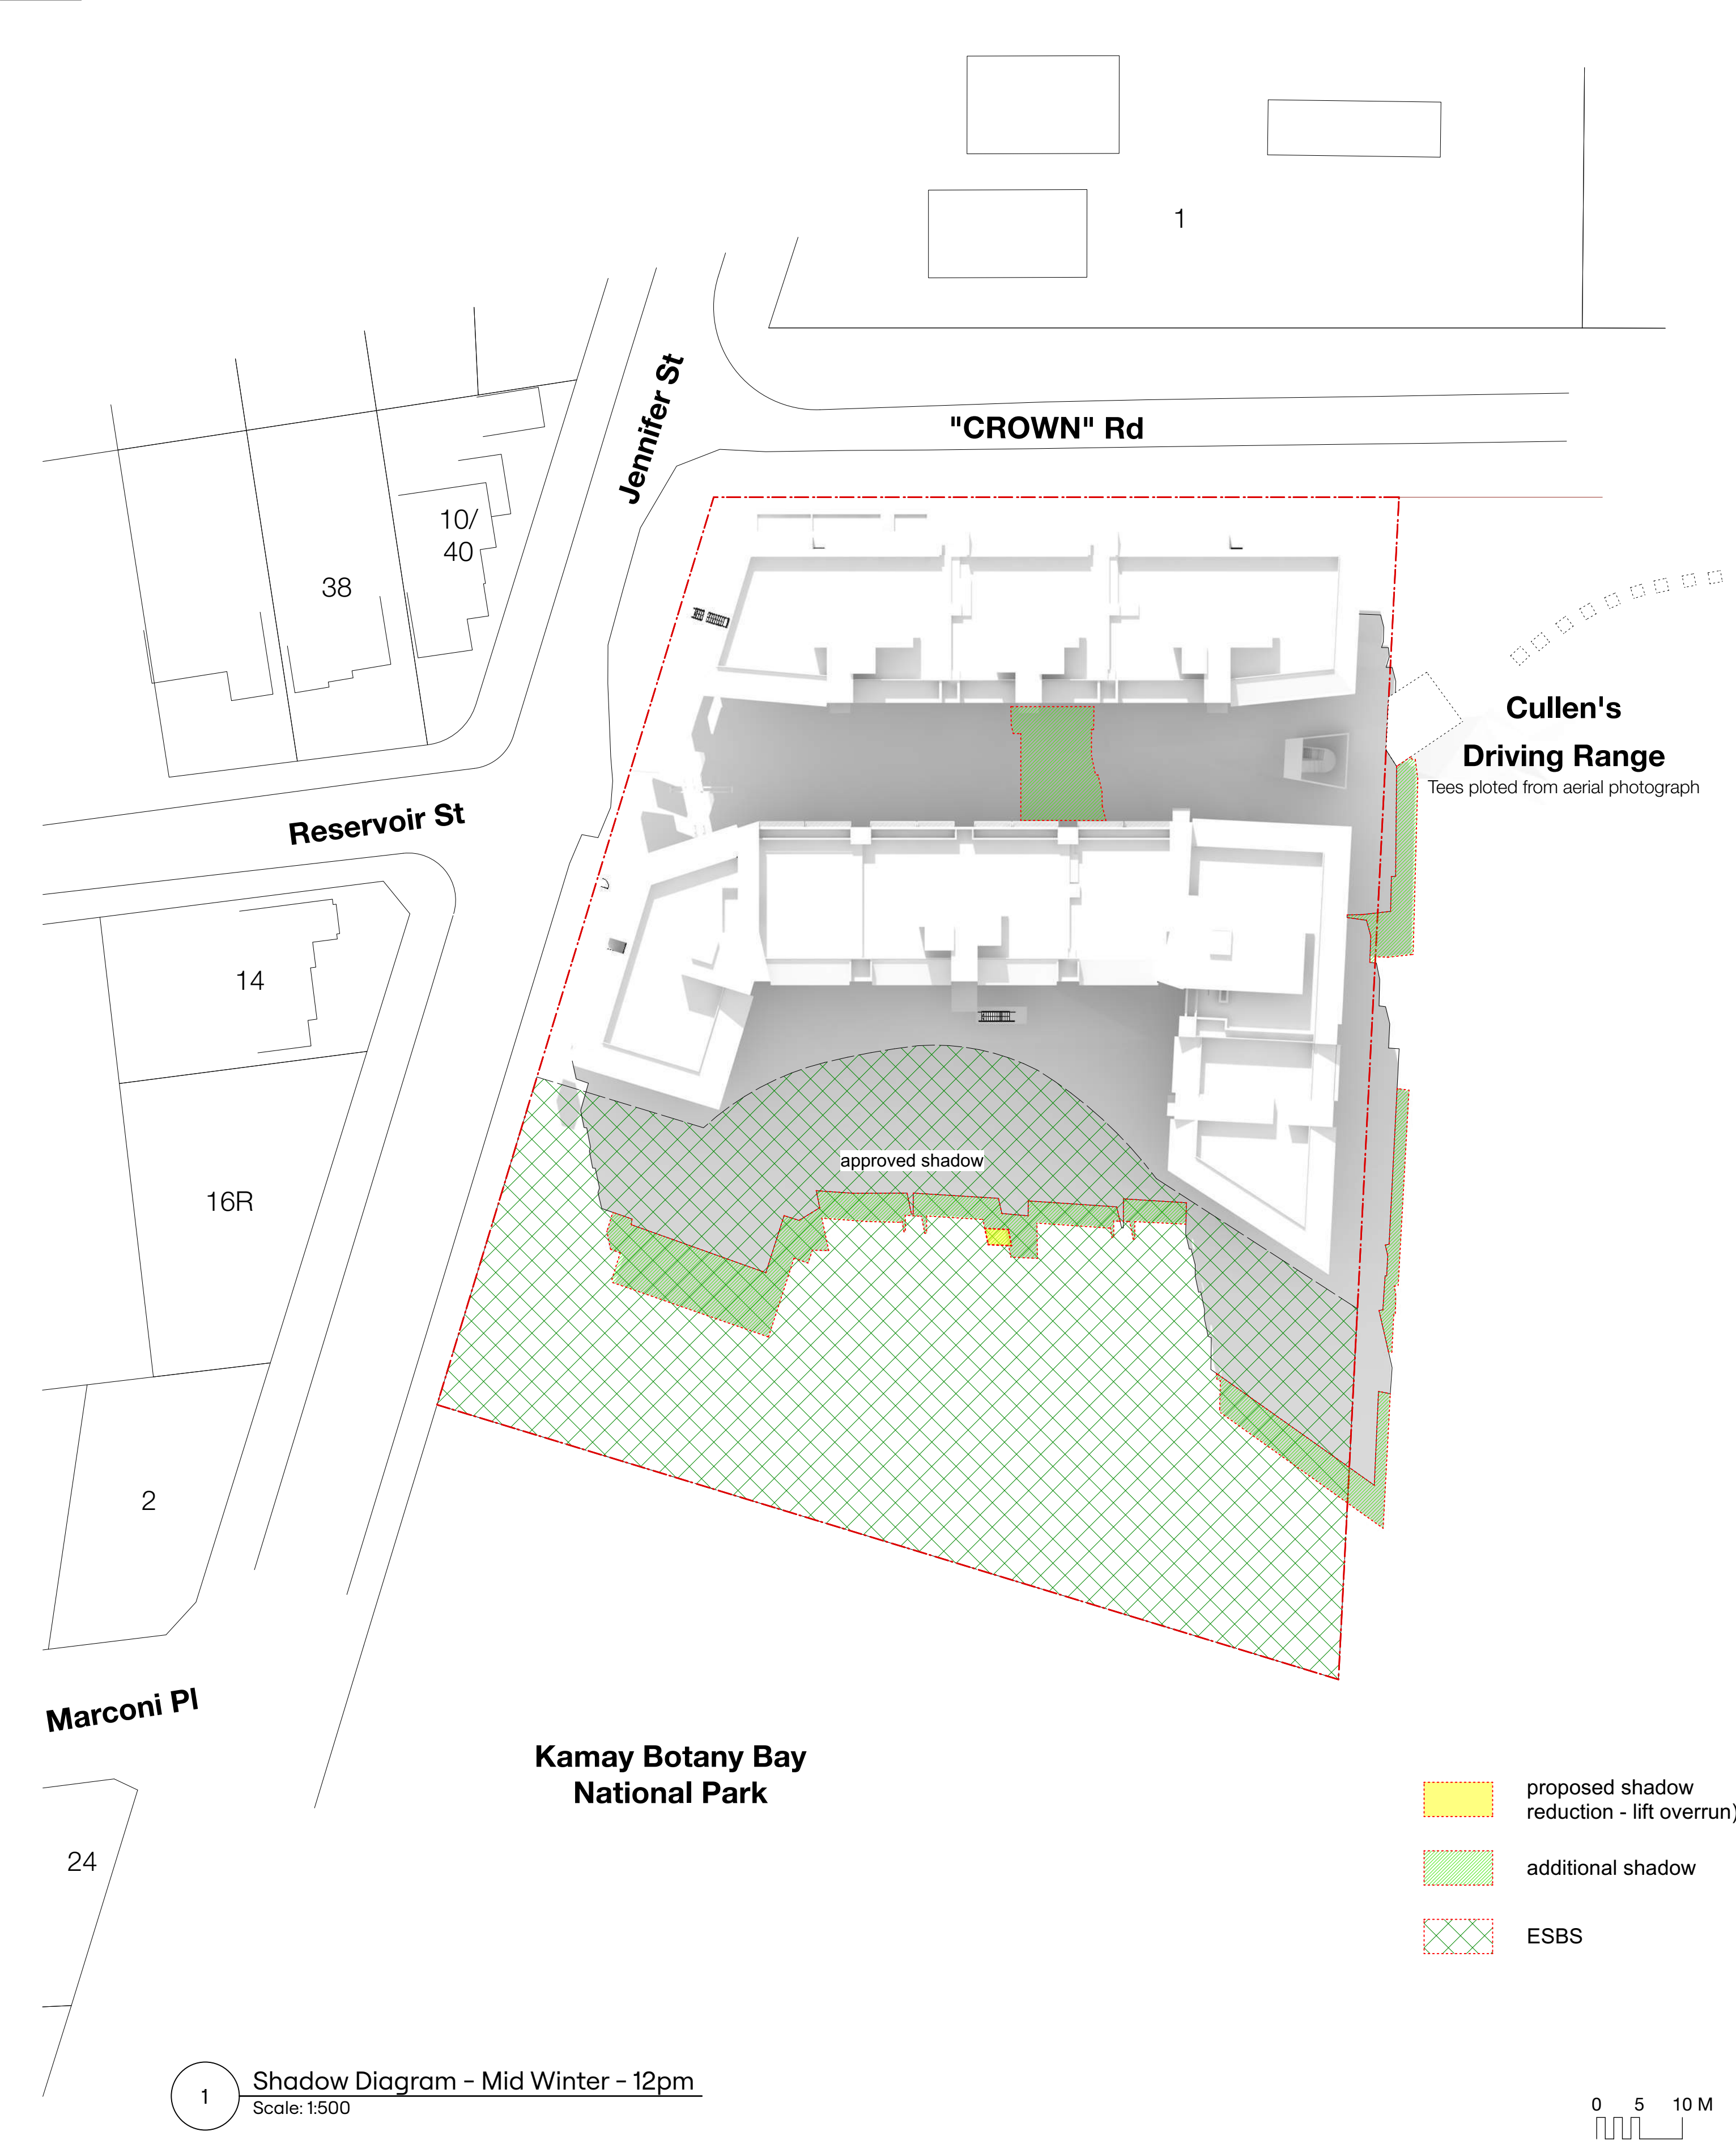 1
Jennifer St
"CROWN" Rd
10/
40
38
Cullen's
Driving Range
Tees ploted from aerial photograph
Reservoir St
14
approved shadow
16R
2
Marconi Pl
Kamay Botany Bay
National Park
proposed shadow
reduction - lift overrun)
24
additional shadow
ESBS
1
Shadow Diagram - Mid Winter - 12pm
Scale: 1:500
0 5 10 M